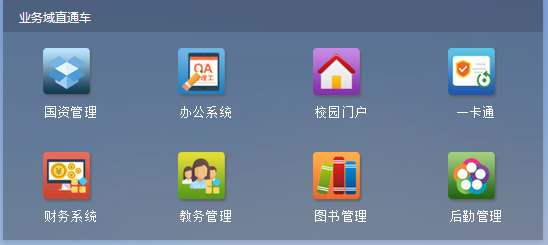 业务域直通车
国资管理 办公系统 校园门户 一卡通
财务系统 教务管理 图书管理 后勤管理